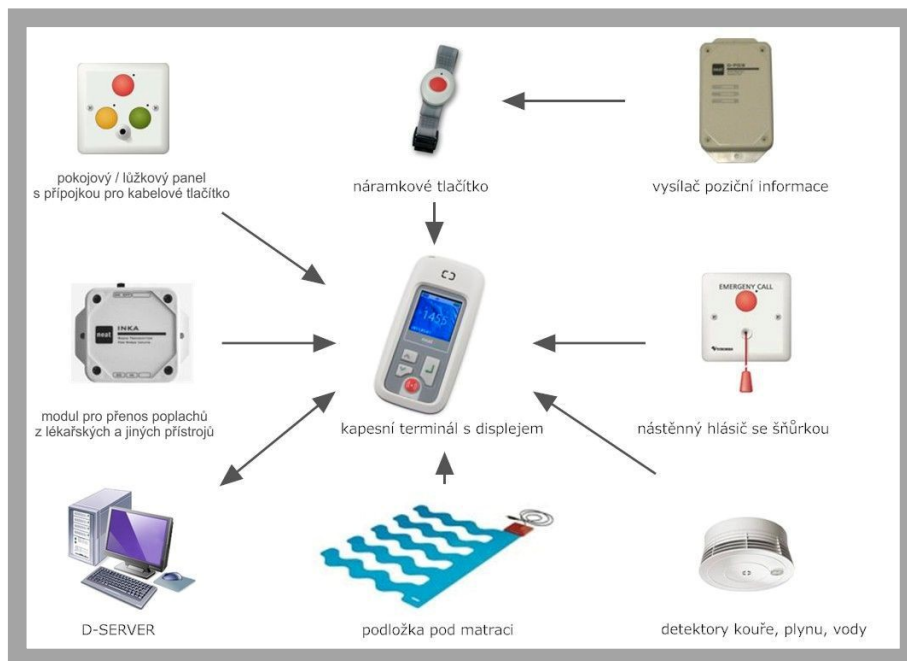 EMERGENY CALL
pokojový / lůžkový panel
s přípojkou pro kabelové tlačítko
náramkové tlačítko
vysílač poziční informace
neat
INKA
modul pro přenos poplachů
z lékařských a jiných přístrojů
kapesní terminál s displejem
nástěnný hlásič se šňůrkou
D-SERVER
podložka pod matraci
detektory kouře, plynu, vody